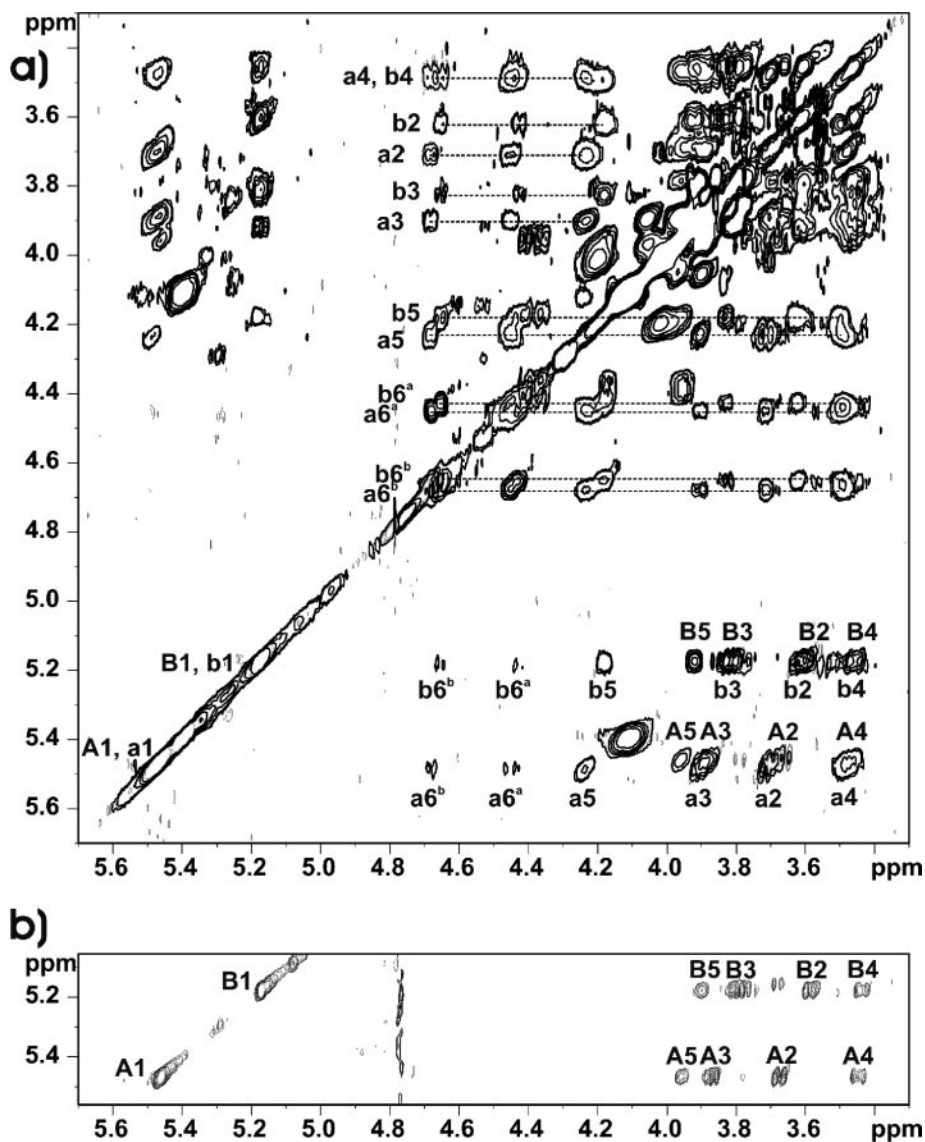 ppm
a)
a4, b4
3.6
b2
a2
3.8
b3
a3
4.0
b5
4.2
a5
4.4
b6ᵃ
a6ᵃ
4.6
b6ᵇ
a6ᵇ
4.8
5.0
B5 B3 B2 B4
B1, b1
5.2
b6ᵇ b6ᵃ b5 b3 b2 b4
5.4
A1, a1
A5 A3 A2 A4
5.6
a6ᵇ a6ᵃ a5 a3 a2 a4
5.6 5.4 5.2 5.0 4.8 4.6 4.4 4.2 4.0 3.8 3.6 ppm
b)
ppm
B1
B5 B3 B2 B4
5.2
5.4
A1
A5 A3 A2 A4
5.6 5.4 5.2 5.0 4.8 4.6 4.4 4.2 4.0 3.8 3.6 ppm